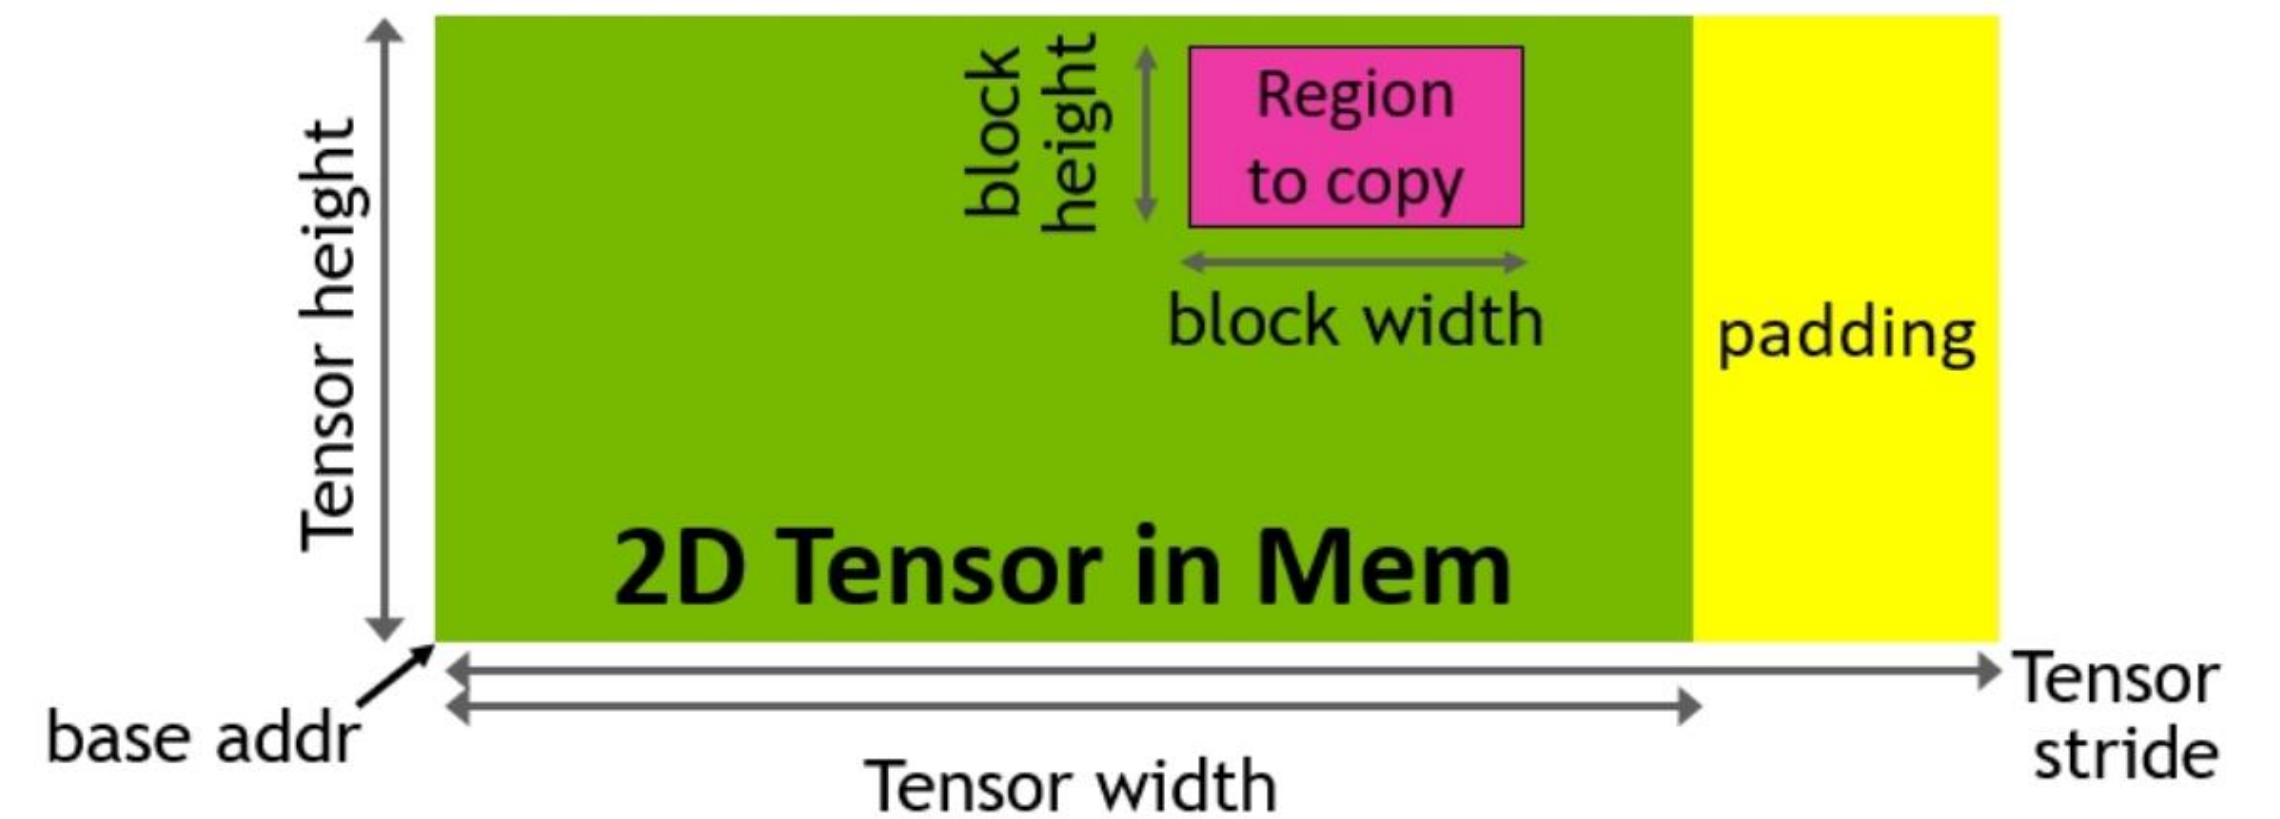 Tensor height
block
height
Region
to copy
block width
padding
2D Tensor in Mem
base addr
Tensor
stride
Tensor width